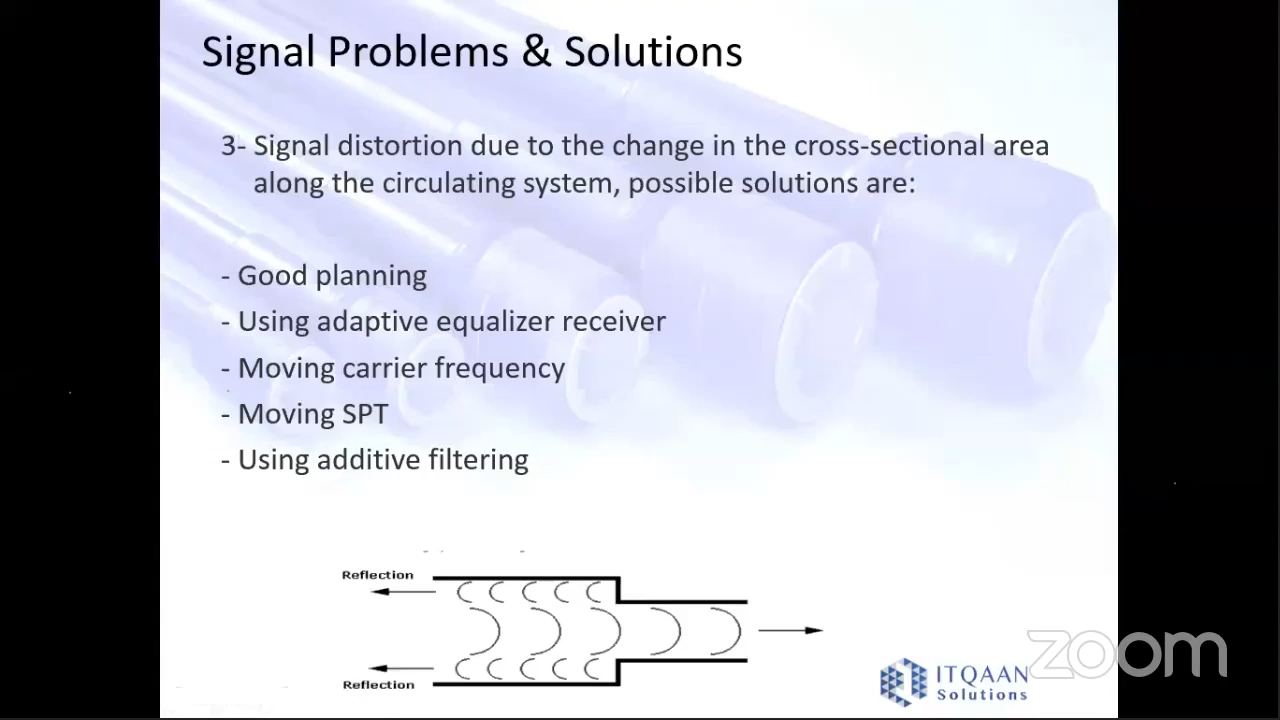 Signal Problems & Solutions
3- Signal distortion due to the change in the cross-sectional area
along the circulating system, possible solutions are:
- Good planning
- Using adaptive equalizer receiver
- Moving carrier frequency
- Moving SPT
- Using additive filtering
Reflection
Reflection
ITQAAN
Solutions
zoom